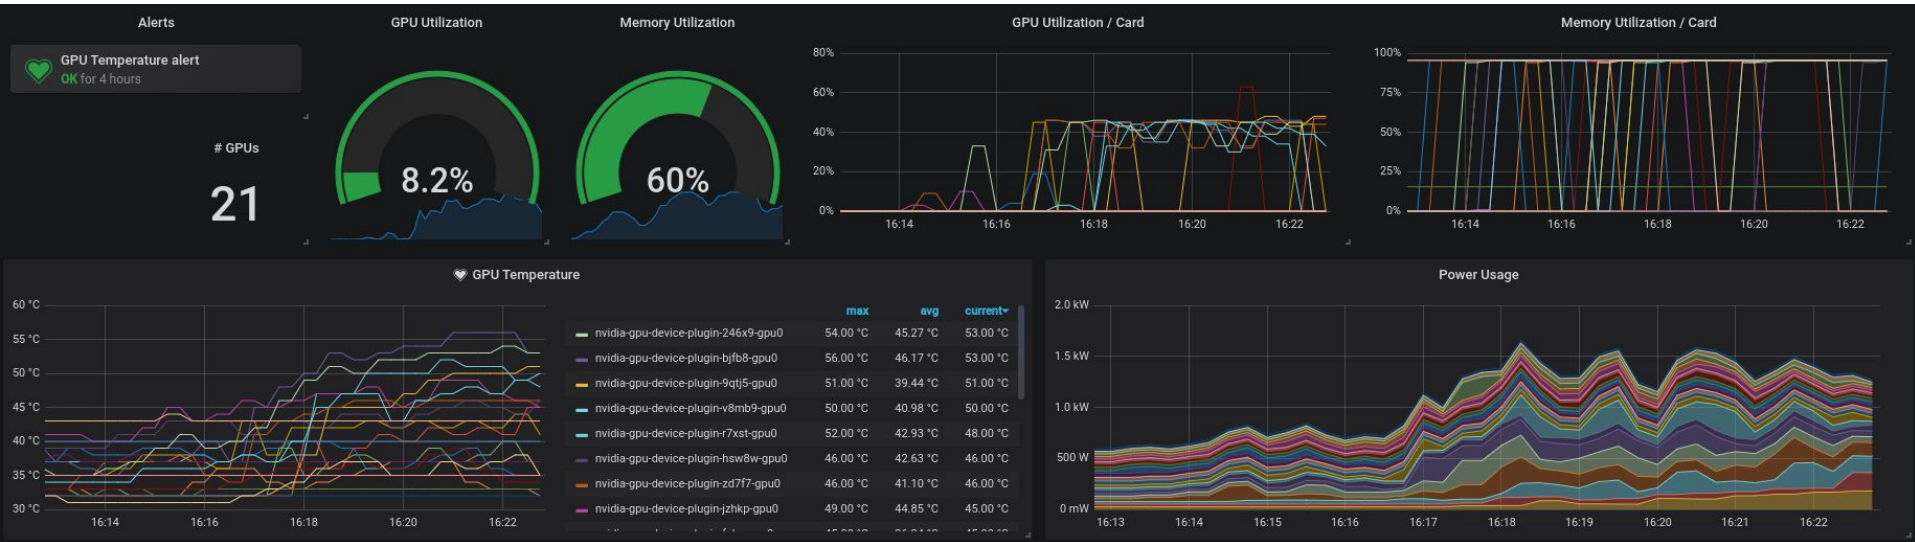 Alerts
GPU Temperature alert
OK for 4 hours
# GPUs
21
GPU Utilization
8.2%
Memory Utilization
60%
GPU Utilization / Card
80%
60%
40%
20%
0%
16:14 16:16 16:18 16:20 16:22
Memory Utilization / Card
100%
75%
50%
25%
0%
16:14 16:16 16:18 16:20 16:22
GPU Temperature
60 °C
55 °C
50 °C
45 °C
40 °C
35 °C
30 °C
16:14 16:16 16:18 16:20 16:22
max avg current
nvidia-gpu-device-plugin-246x9-gpu0 54.00 °C 45.27 °C 53.00 °C
nvidia-gpu-device-plugin-bjfb8-gpu0 56.00 °C 46.17 °C 53.00 °C
nvidia-gpu-device-plugin-9qtj5-gpu0 51.00 °C 39.44 °C 51.00 °C
nvidia-gpu-device-plugin-v8mb9-gpu0 50.00 °C 40.98 °C 50.00 °C
nvidia-gpu-device-plugin-r7xst-gpu0 52.00 °C 42.93 °C 48.00 °C
nvidia-gpu-device-plugin-hsw8w-gpu0 46.00 °C 42.63 °C 46.00 °C
nvidia-gpu-device-plugin-zd7f7-gpu0 46.00 °C 41.10 °C 46.00 °C
nvidia-gpu-device-plugin-jzhkp-gpu0 49.00 °C 44.85 °C 45.00 °C
Power Usage
2.0 kW
1.5 kW
1.0 kW
500 W
0 mW
16:13 16:14 16:15 16:16 16:17 16:18 16:19 16:20 16:21 16:22